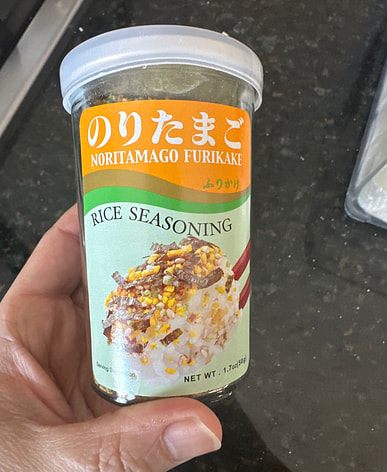 のりたまご
NORITAMAGO FURIKAKE
ふりかけ
RICE SEASONING
NET WT. 1.7oz(50g)